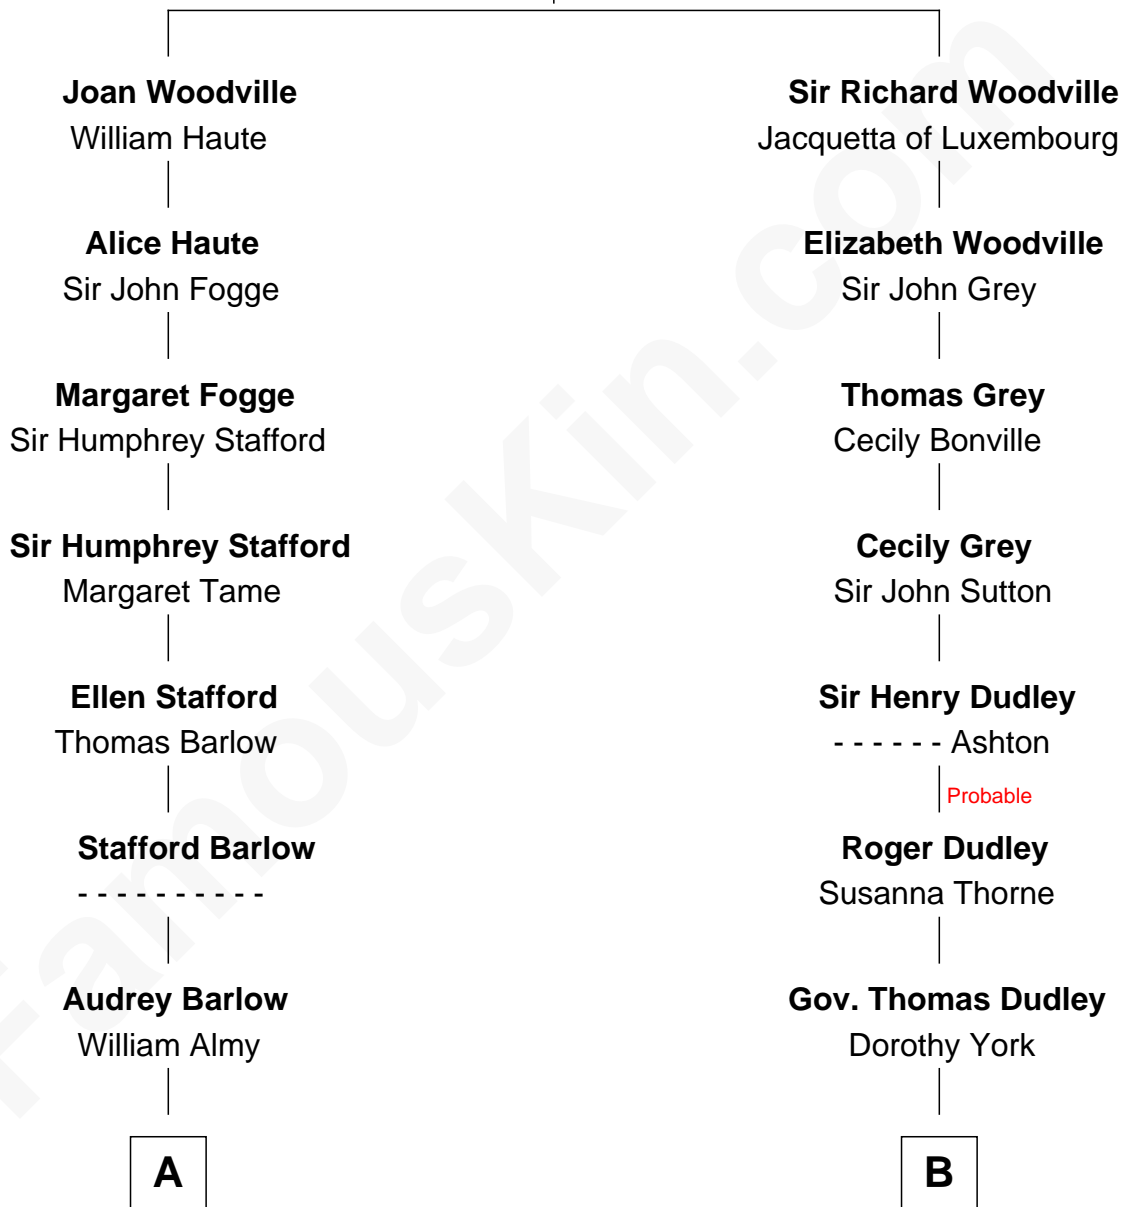 Joan Woodville
William Haute
Sir Richard Woodville
Jacquetta of Luxembourg
Alice Haute
Sir John Fogge
Elizabeth Woodville
Sir John Grey
Margaret Fogge
Sir Humphrey Stafford
Thomas Grey
Cecily Bonville
Sir Humphrey Stafford
Margaret Tame
Cecily Grey
Sir John Sutton
Ellen Stafford
Thomas Barlow
Sir Henry Dudley
- - - - - - Ashton
Probable
Stafford Barlow
- - - - - - - - - -
Roger Dudley
Susanna Thorne
Audrey Barlow
William Almy
Gov. Thomas Dudley
Dorothy York
A
B
FamousKin.com